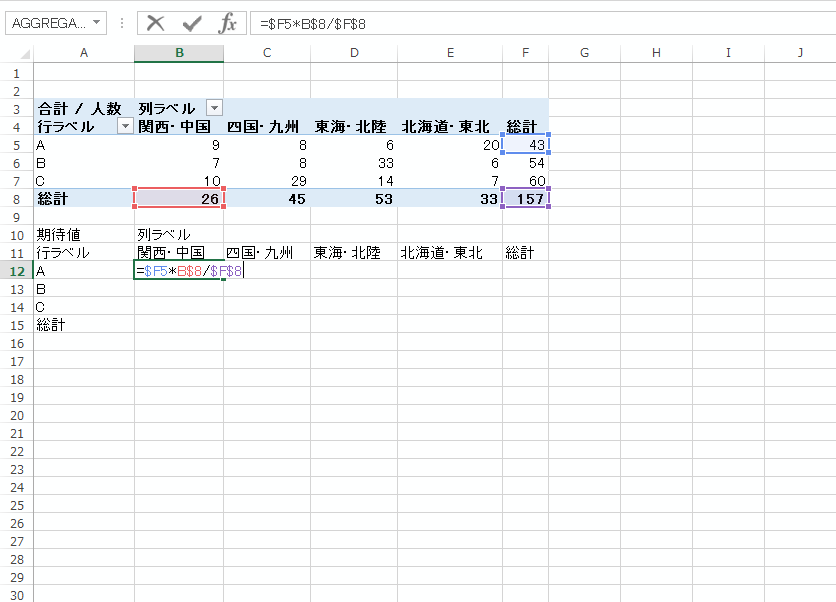 AGGREGA... =$F5*B$8/$F$8
A B C D E F G H I J
1
2
3 合計 / 人数 列ラベル
4 行ラベル 関西・中国 四国・九州 東海・北陸 北海道・東北 総計
5 A 9 8 6 20 43
6 B 7 8 33 6 54
7 C 10 29 14 7 60
8 総計 26 45 53 33 157
9
10 期待値 列ラベル
11 行ラベル 関西・中国 四国・九州 東海・北陸 北海道・東北 総計
12 A =$F5*B$8/$F$8
13 B
14 C
15 総計
16
17
18
19
20
21
22
23
24
25
26
27
28
29
30